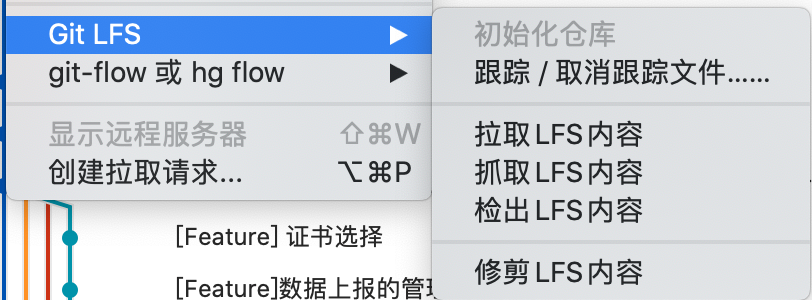 Git LFS
git-flow 或 hg flow
显示远程服务器 ⇧⌘W
创建拉取请求... ⌥⌘P
初始化仓库
跟踪 / 取消跟踪文件......
拉取LFS内容
抓取LFS内容
检出LFS内容
修剪LFS内容
[Feature] 证书选择
[Feature]数据上报的管